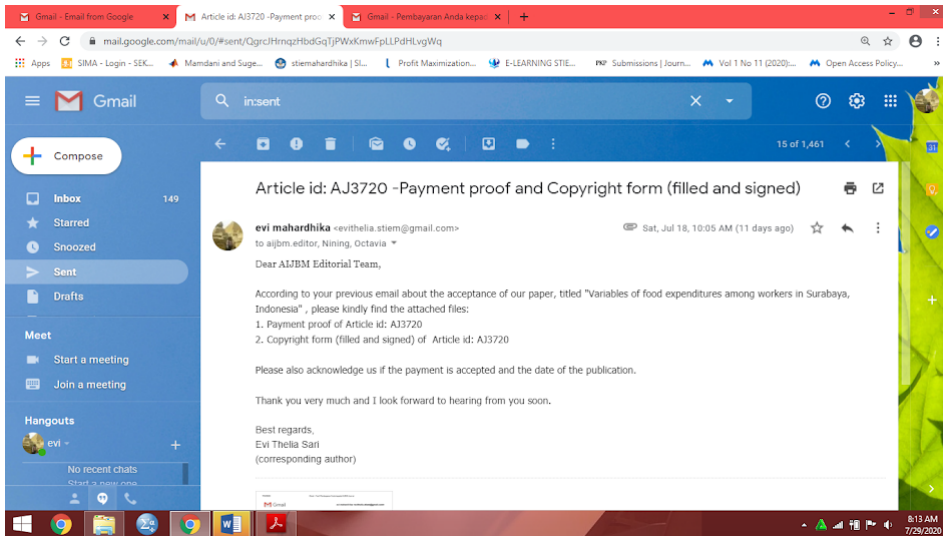 Gmail - Email from Google
Article id: AJ3720 -Payment proo
Gmail - Pembayaran Anda kepad
mail.google.com/mail/u/0/#sent/QgrcJHrnqzHbdGqTjPWxKmwFpLLPdHLvgWq
Apps SIMA - Login - SEK... Mamdani and Suge... stiemahardhika | SI... Profit Maximization... E-LEARNING STIE... PKP Submissions | Journ... Vol 1 No 11 (2020):... Open Access Policy...
Gmail
in:sent
Compose
15 of 1,461
31
Inbox 149
Starred
Snoozed
Sent
Drafts
Meet
Start a meeting
Join a meeting
Hangouts
evi
No recent chats
Start a new one
Article id: AJ3720 -Payment proof and Copyright form (filled and signed)
evi mahardhika <evithelia.stiem@gmail.com>
Sat, Jul 18, 10:05 AM (11 days ago)
to aijbm.editor, Nining, Octavia
Dear AIJBM Editorial Team,
According to your previous email about the acceptance of our paper, titled "Variables of food expenditures among workers in Surabaya,
Indonesia" , please kindly find the attached files:
1. Payment proof of Article id: AJ3720
2. Copyright form (filled and signed) of Article id: AJ3720
Please also acknowledge us if the payment is accepted and the date of the publication.
Thank you very much and I look forward to hearing from you soon.
Best regards,
Evi Thelia Sari
(corresponding author)
Gmail
8:13 AM
7/29/2020